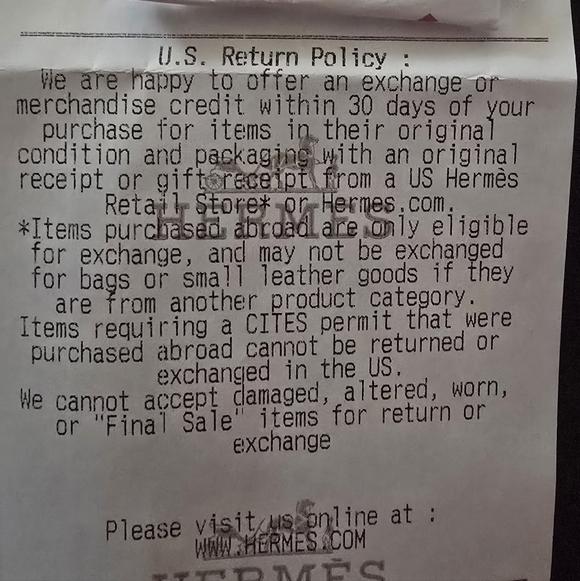 U.S. Return Policy :
We are happy to offer an exchange or
merchandise credit within 30 days of your
purchase for items in their original
condition and packaging with an original
receipt or gift receipt from a US Hermès
Retail Store* or Hermes.com.
HERMÈS
*Items purchased abroad are only eligible
for exchange, and may not be exchanged
for bags or small leather goods if they
are from another product category.
Items requiring a CITES permit that were
purchased abroad cannot be returned or
exchanged in the US.
We cannot accept damaged, altered, worn,
or "Final Sale" items for return or
exchange
Please visit us online at :
WWW.HERMES.COM
HERMÈS